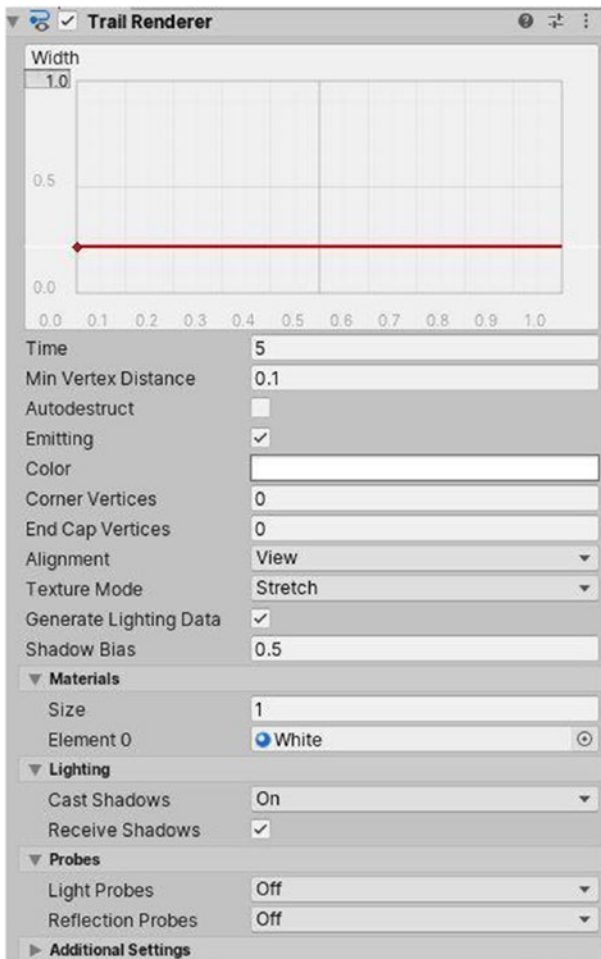 Trail Renderer
Width
1.0
0.5
0.0
0.0 0.1 0.2 0.3 0.4 0.5 0.6 0.7 0.8 0.9 1.0
Time 5
Min Vertex Distance 0.1
Autodestruct
Emitting
Color
Corner Vertices 0
End Cap Vertices 0
Alignment View
Texture Mode Stretch
Generate Lighting Data
Shadow Bias 0.5
Materials
Size 1
Element 0 White
Lighting
Cast Shadows On
Receive Shadows
Probes
Light Probes Off
Reflection Probes Off
Additional Settings